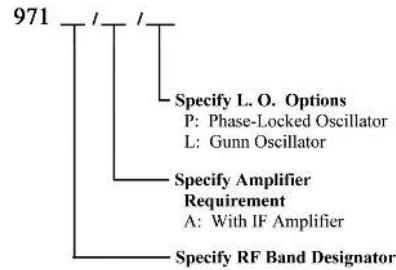 971 __ / __ / __
Specify L. O. Options
P: Phase-Locked Oscillator
L: Gunn Oscillator
Specify Amplifier
Requirement
A: With IF Amplifier
Specify RF Band Designator